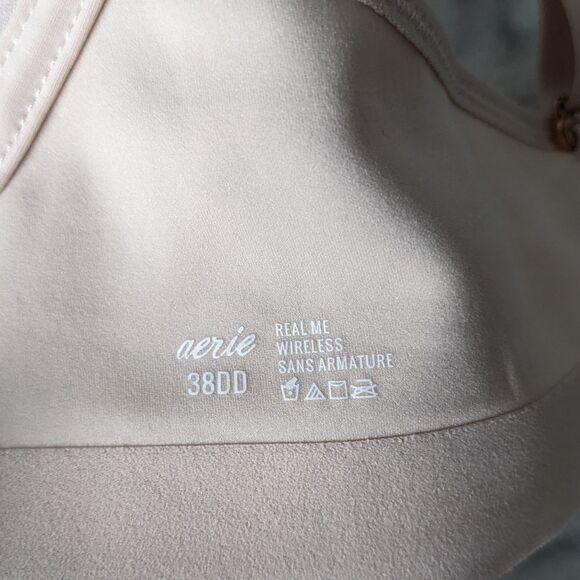 aerie
38DD
REAL ME
WIRELESS
SANS ARMATURE